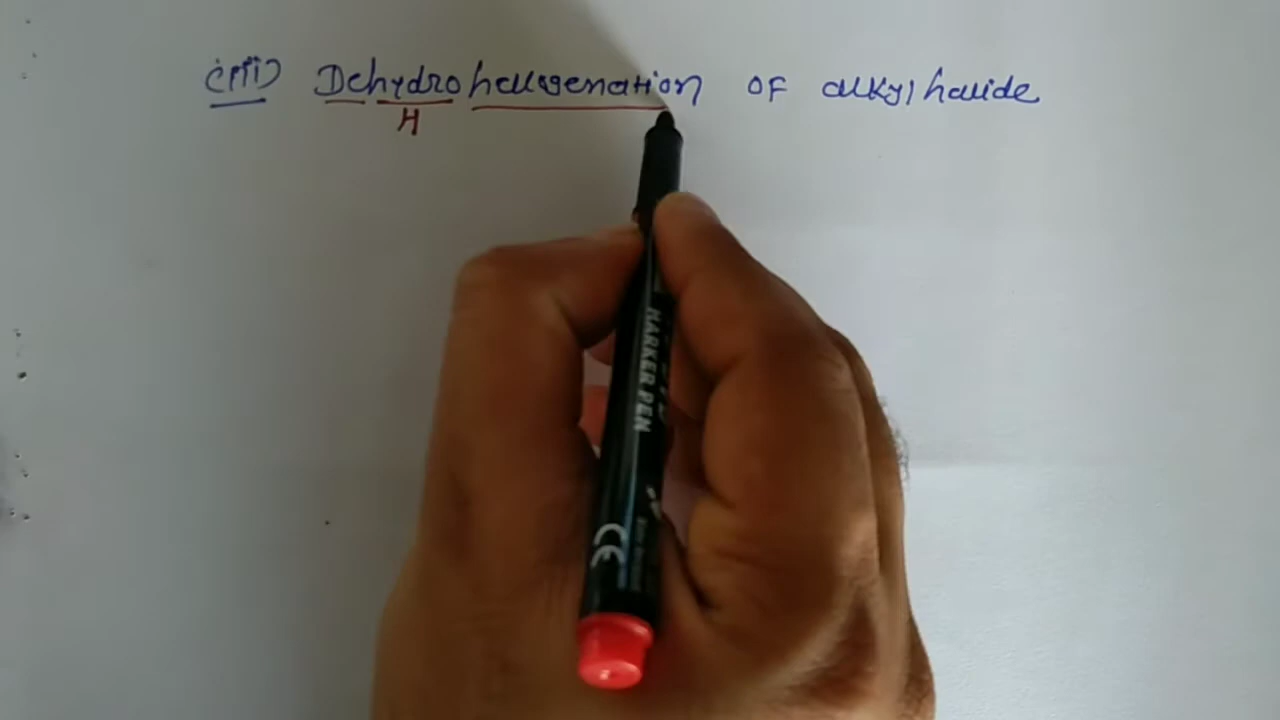 (iii) Dehydrohalogenation OF alkyl halide
H
MARKER PEN
CE